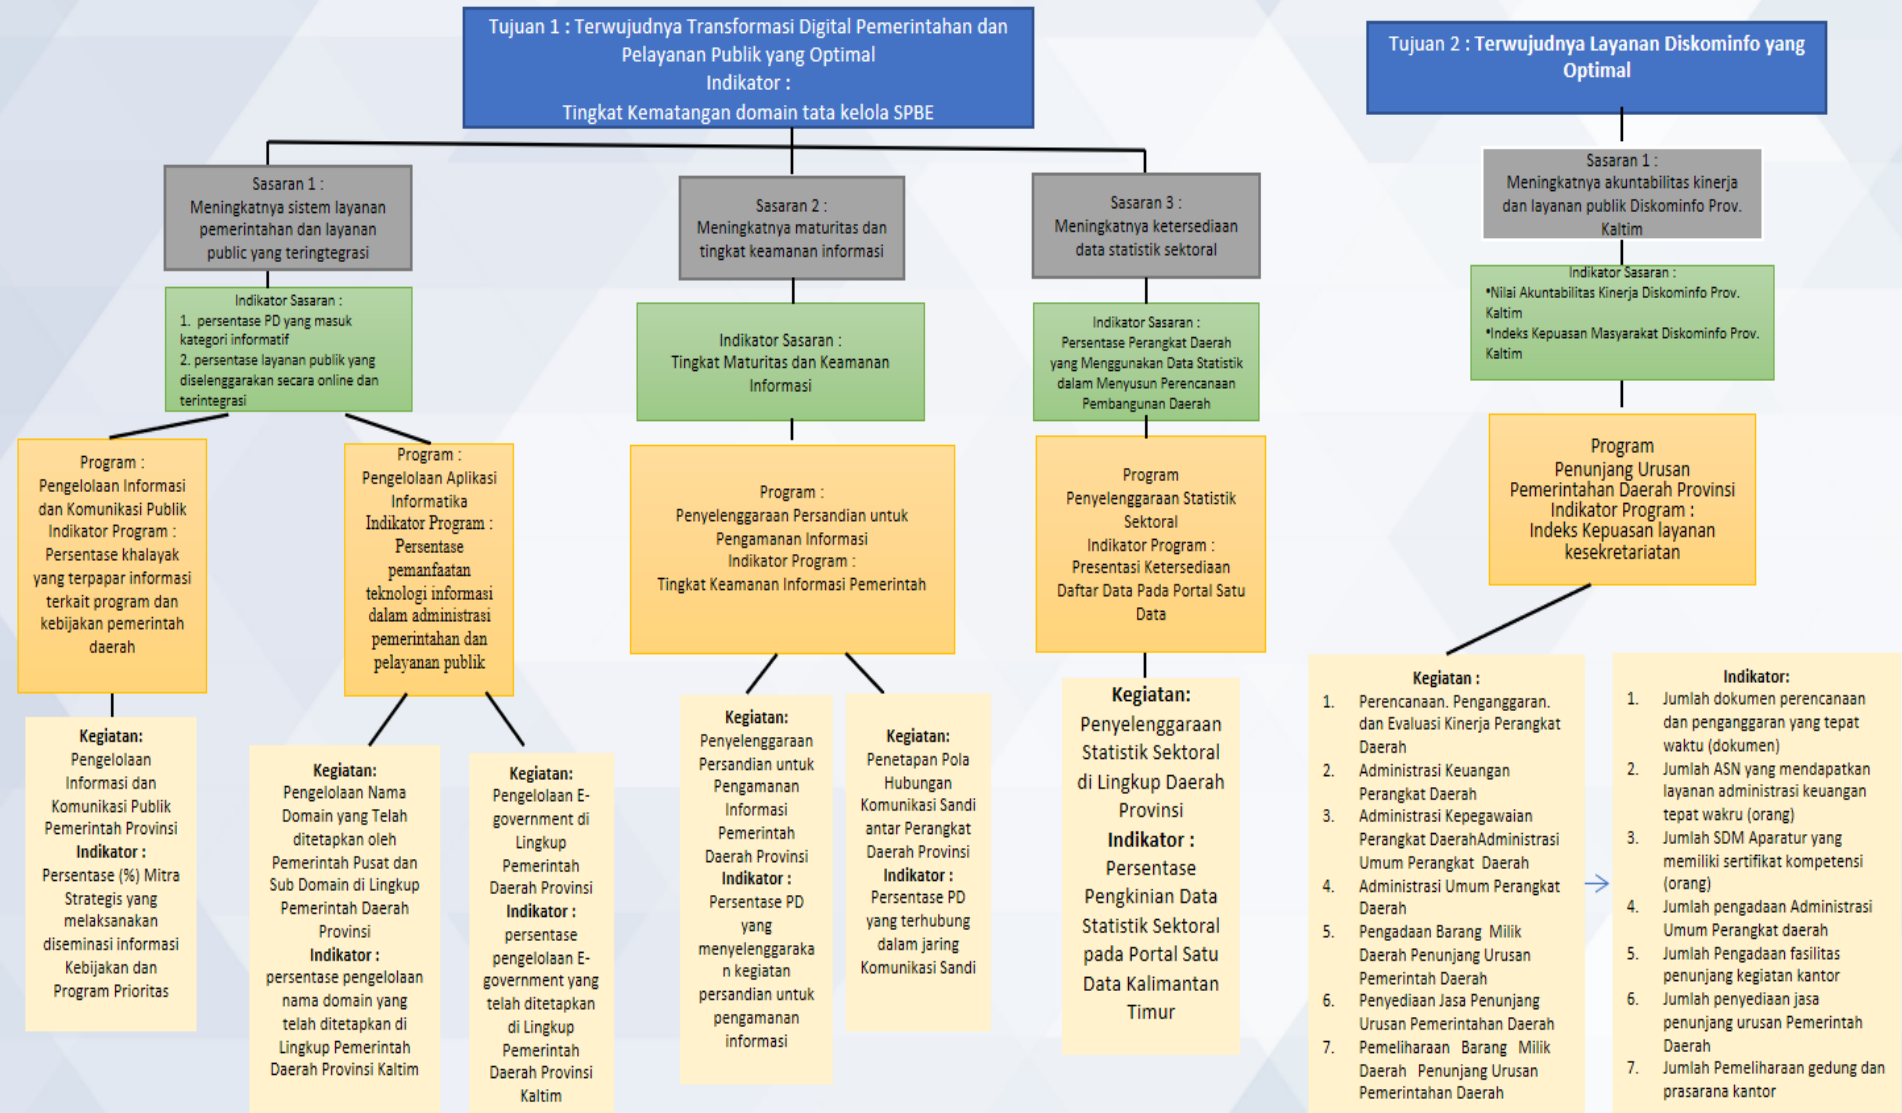 Tujuan 1 : Terwujudnya Transformasi Digital Pemerintahan dan
Pelayanan Publik yang Optimal
Indikator :
Tingkat Kematangan domain tata kelola SPBE
Tujuan 2 : Terwujudnya Layanan Diskominfo yang
Optimal
Sasaran 1 :
Meningkatnya sistem layanan
pemerintahan dan layanan
public yang teringtegrasi
Sasaran 2 :
Meningkatnya maturitas dan
tingkat keamanan informasi
Sasaran 3 :
Meningkatnya ketersediaan
data statistik sektoral
Sasaran 1 :
Meningkatnya akuntabilitas kinerja
dan layanan publik Diskominfo Prov.
Kaltim
Indikator Sasaran :
1. persentase PD yang masuk
kategori informatif
2. persentase layanan publik yang
diselenggarakan secara online dan
terintegrasi
Indikator Sasaran :
Tingkat Maturitas dan Keamanan
Informasi
Indikator Sasaran :
Persentase Perangkat Daerah
yang Menggunakan Data Statistik
dalam Menyusun Perencanaan
Pembangunan Daerah
Indikator Sasaran :
•Nilai Akuntabilitas Kinerja Diskominfo Prov.
Kaltim
•Indeks Kepuasan Masyarakat Diskominfo Prov.
Kaltim
Program :
Pengelolaan Informasi
dan Komunikasi Publik
Indikator Program :
Persentase khalayak
yang terpapar informasi
terkait program dan
kebijakan pemerintah
daerah
Program :
Pengelolaan Aplikasi
Informatika
Indikator Program :
Persentase
pemanfaatan
teknologi informasi
dalam administrasi
pemerintahan dan
pelayanan publik
Program :
Penyelenggaraan Persandian untuk
Pengamanan Informasi
Indikator Program :
Tingkat Keamanan Informasi Pemerintah
Program
Penyelenggaraan Statistik
Sektoral
Indikator Program :
Presentasi Ketersediaan
Daftar Data Pada Portal Satu
Data
Program
Penunjang Urusan
Pemerintahan Daerah Provinsi
Indikator Program :
Indeks Kepuasan layanan
kesekretariatan
Kegiatan:
Pengelolaan
Informasi dan
Komunikasi Publik
Pemerintah Provinsi
Indikator :
Persentase (%) Mitra
Strategis yang
melaksanakan
diseminasi informasi
Kebijakan dan
Program Prioritas
Kegiatan:
Pengelolaan Nama
Domain yang Telah
ditetapkan oleh
Pemerintah Pusat dan
Sub Domain di Lingkup
Pemerintah Daerah
Provinsi
Indikator :
persentase pengelolaan
nama domain yang
telah ditetapkan di
Lingkup Pemerintah
Daerah Provinsi Kaltim
Kegiatan:
Pengelolaan E-
government di
Lingkup
Pemerintah
Daerah Provinsi
Indikator :
persentase
pengelolaan E-
government yang
telah ditetapkan
di Lingkup
Pemerintah
Daerah Provinsi
Kaltim
Kegiatan:
Penyelenggaraan
Persandian untuk
Pengamanan
Informasi
Pemerintah
Daerah Provinsi
Indikator :
Persentase PD
yang
menyelenggaraka
n kegiatan
persandian untuk
pengamanan
informasi
Kegiatan:
Penetapan Pola
Hubungan
Komunikasi Sandi
antar Perangkat
Daerah Provinsi
Indikator :
Persentase PD
yang terhubung
dalam jaring
Komunikasi Sandi
Kegiatan:
Penyelenggaraan
Statistik Sektoral
di Lingkup Daerah
Provinsi
Indikator :
Persentase
Pengkinian Data
Statistik Sektoral
pada Portal Satu
Data Kalimantan
Timur
Kegiatan :
1. Perencanaan. Penganggaran.
dan Evaluasi Kinerja Perangkat
Daerah
2. Administrasi Keuangan
Perangkat Daerah
3. Administrasi Kepegawaian
Perangkat DaerahAdministrasi
Umum Perangkat Daerah
4. Administrasi Umum Perangkat
Daerah
5. Pengadaan Barang Milik
Daerah Penunjang Urusan
Pemerintah Daerah
6. Penyediaan Jasa Penunjang
Urusan Pemerintahan Daerah
7. Pemeliharaan Barang Milik
Daerah Penunjang Urusan
Pemerintahan Daerah
Indikator:
1. Jumlah dokumen perencanaan
dan penganggaran yang tepat
waktu (dokumen)
2. Jumlah ASN yang mendapatkan
layanan administrasi keuangan
tepat wakru (orang)
3. Jumlah SDM Aparatur yang
memiliki sertifikat kompetensi
(orang)
4. Jumlah pengadaan Administrasi
Umum Perangkat daerah
5. Jumlah Pengadaan fasilitas
penunjang kegiatan kantor
6. Jumlah penyediaan jasa
penunjang urusan Pemerintah
Daerah
7. Jumlah Pemeliharaan gedung dan
prasarana kantor